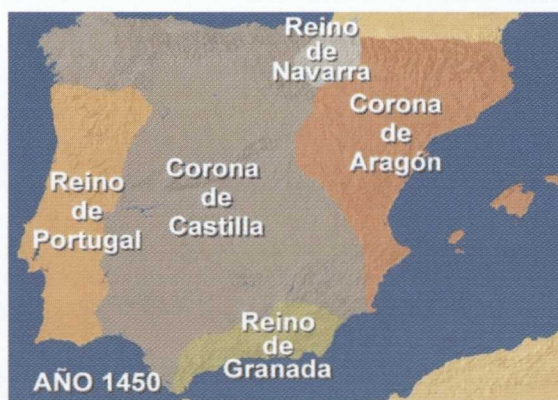 Reino
de
Navarra
Corona
de
Aragón
Reino
de
Portugal
Corona
de
Castilla
Reino
de
Granada
AÑO 1450